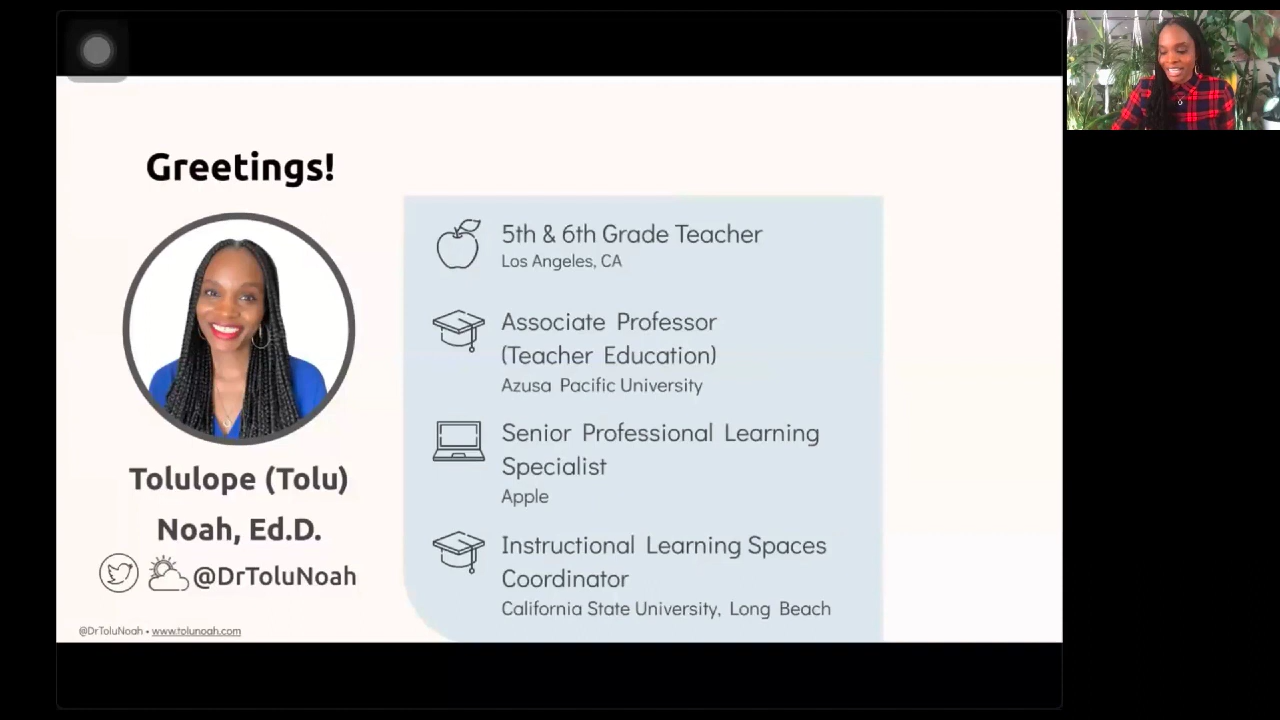 Greetings!
Tolulope (Tolu)
Noah, Ed.D.
@DrToluNoah
@DrToluNoah • www.tolunoah.com
5th & 6th Grade Teacher
Los Angeles, CA
Associate Professor
(Teacher Education)
Azusa Pacific University
Senior Professional Learning
Specialist
Apple
Instructional Learning Spaces
Coordinator
California State University, Long Beach